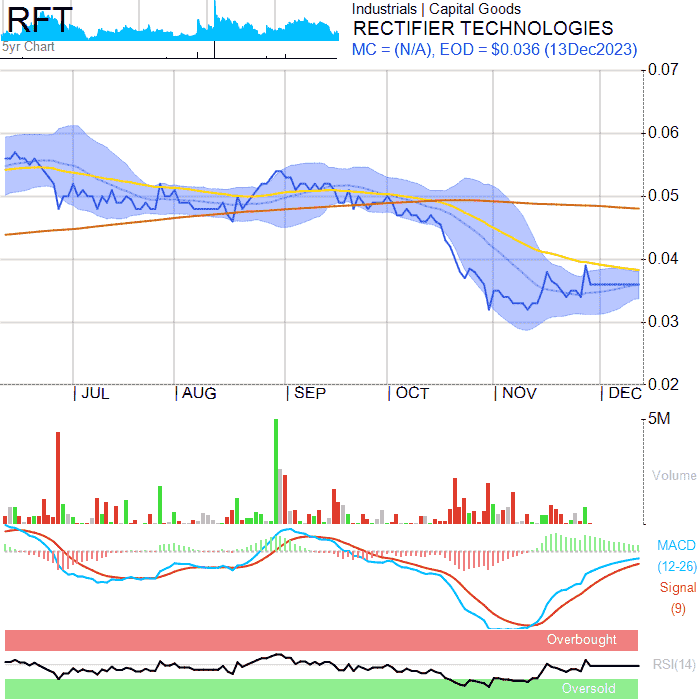 RFT
5yr Chart
Industrials | Capital Goods
RECTIFIER TECHNOLOGIES
MC = (N/A), EOD = $0.036 (13Dec2023)
0.07
0.06
0.05
0.04
0.03
0.02
| JUL | AUG | SEP | OCT | NOV | DEC
5M
Volume
MACD
(12-26)
Signal
(9)
Overbought
RSI(14)
Oversold